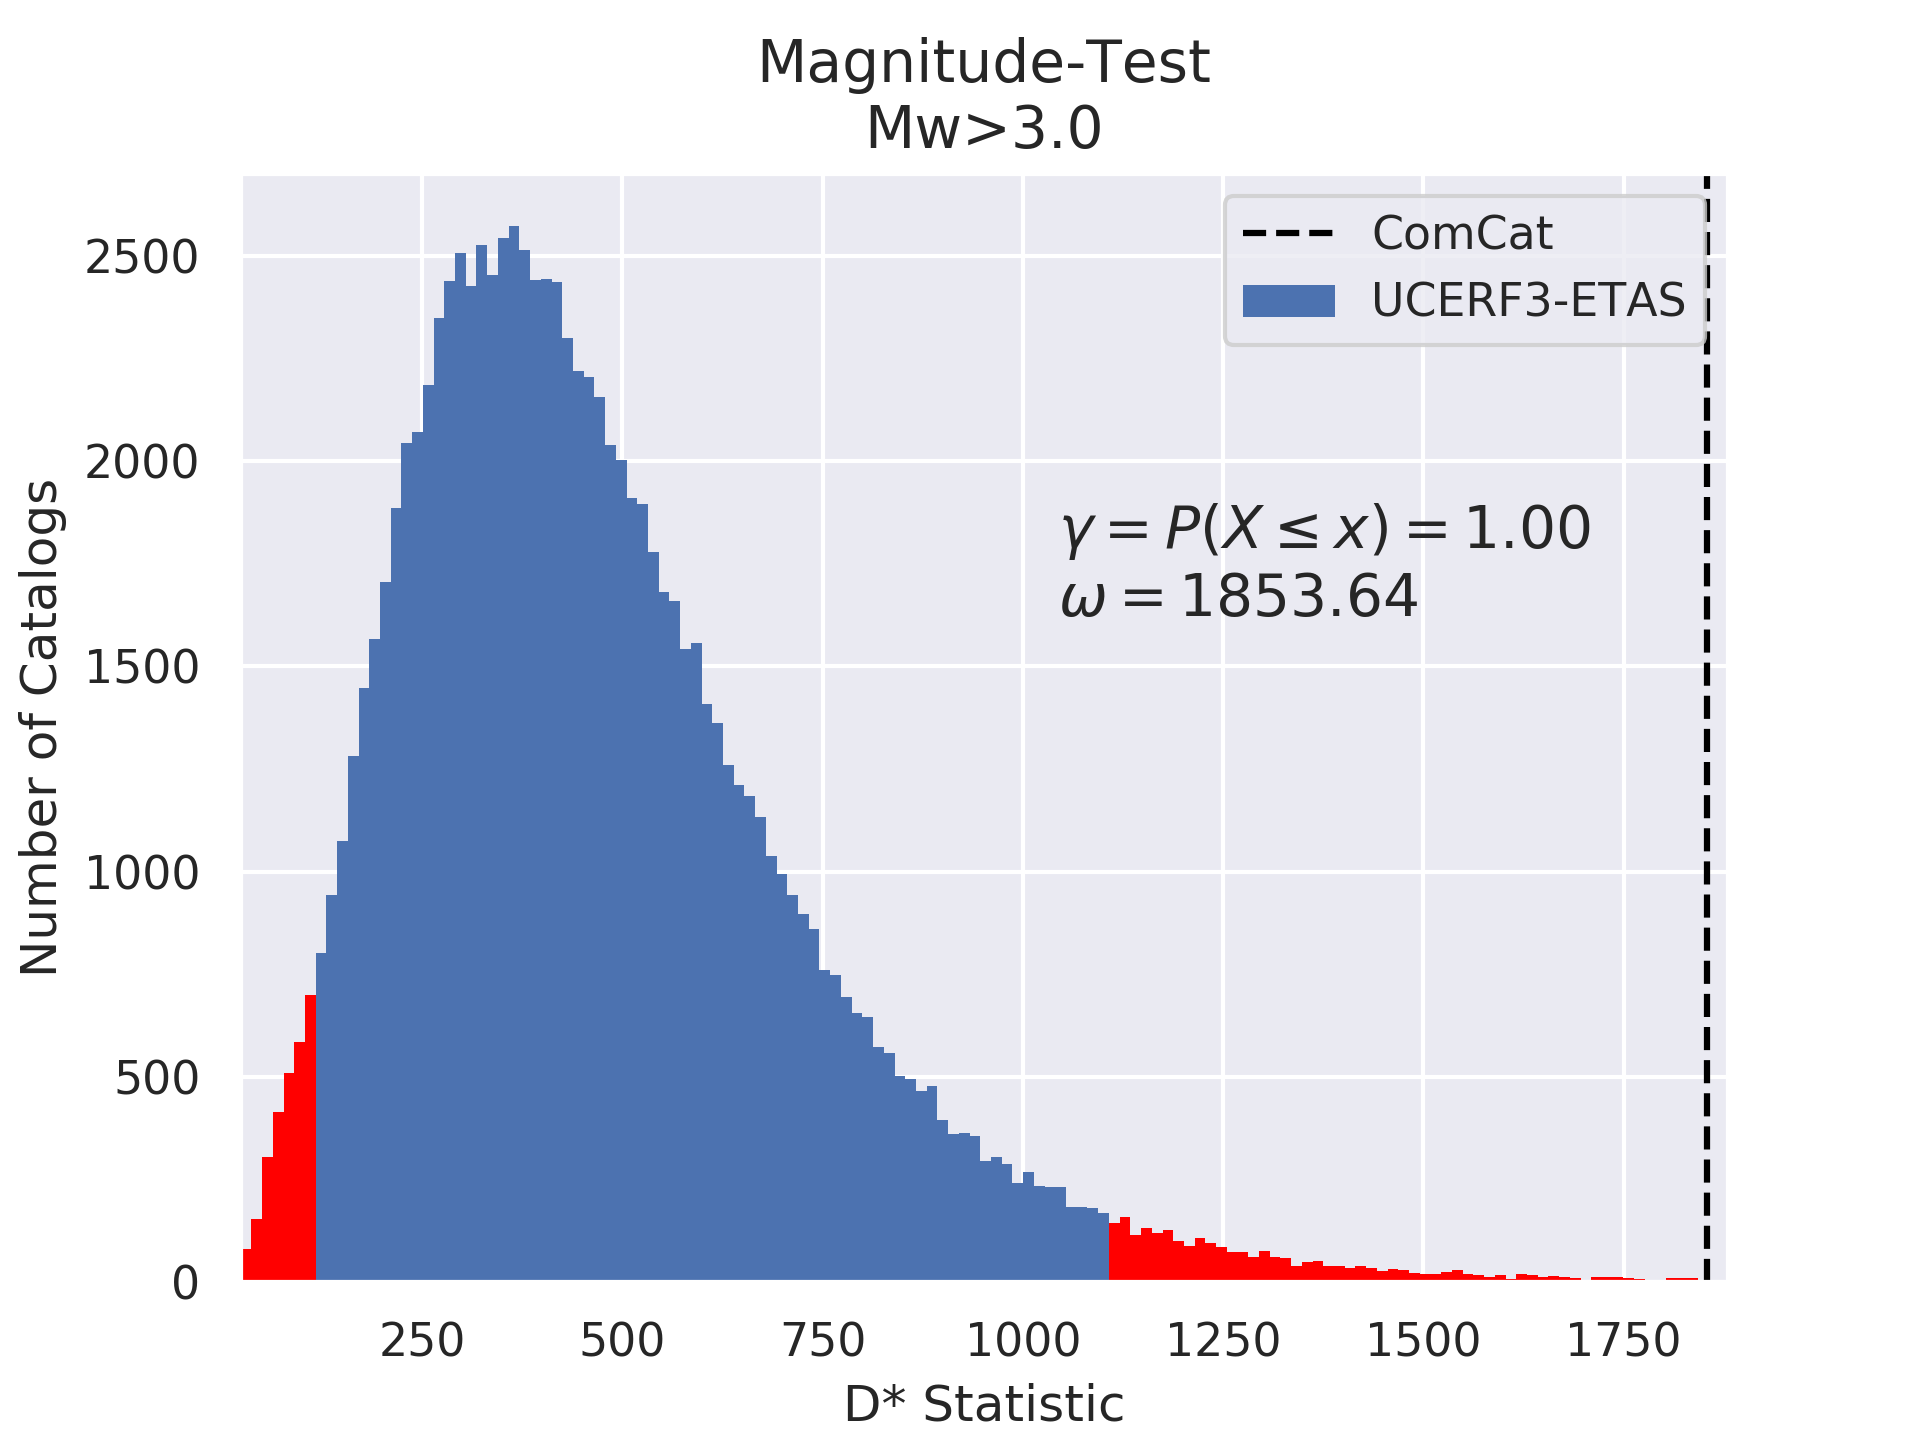 Magnitude-Test
Mw>3.0
ComCat
UCERF3-ETAS
γ = P(X ≤ x) = 1.00
ω = 1853.64
Number of Catalogs
2500
2000
1500
1000
500
0
250 500 750 1000 1250 1500 1750
D* Statistic